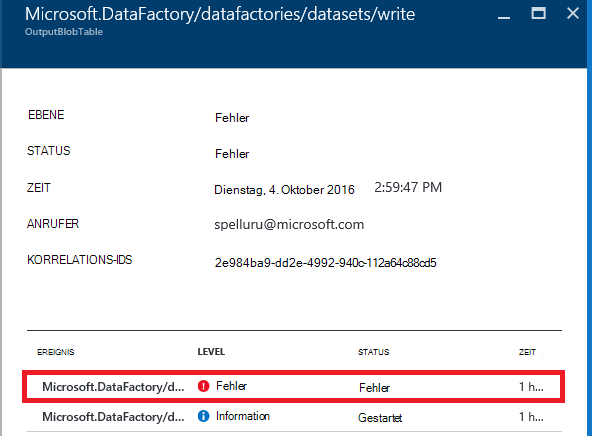 Microsoft.DataFactory/datafactories/datasets/write
OutputBlobTable
EBENE Fehler
STATUS Fehler
ZEIT Dienstag, 4. Oktober 2016 2:59:47 PM
ANRUFER spelluru@microsoft.com
KORRELATIONS-IDS 2e984ba9-dd2e-4992-940c-112a64c88cd5
EREIGNIS LEVEL STATUS ZEIT
Microsoft.DataFactory/d... Fehler Fehler 1 h...
Microsoft.DataFactory/d... Information Gestartet 1 h...